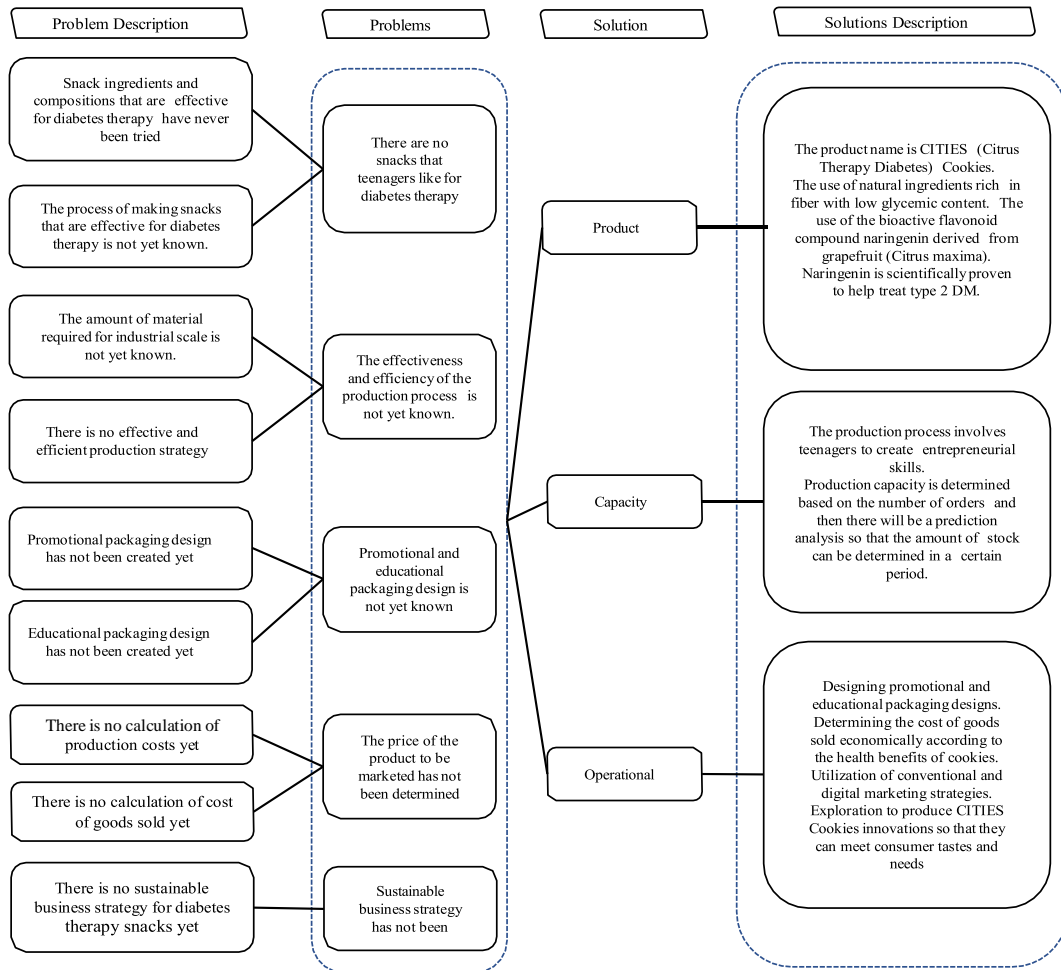 Problem Description
Problems
Solution
Solutions Description
Snack ingredients and
compositions that are effective
for diabetes therapy have never
been tried
The process of making snacks
that are effective for diabetes
therapy is not yet known.
The amount of material
required for industrial scale is
not yet known.
There is no effective and
efficient production strategy
Promotional packaging design
has not been created yet
Educational packaging design
has not been created yet
There is no calculation of
production costs yet
There is no calculation of cost
of goods sold yet
There is no sustainable
business strategy for diabetes
therapy snacks yet
There are no
snacks that
teenagers like for
diabetes therapy
The effectiveness
and efficiency of the
production process is
not yet known.
Promotional and
educational
packaging design is
not yet known
The price of the
product to be
marketed has not
been determined
Sustainable
business strategy
has not been
Product
Capacity
Operational
The product name is CITIES (Citrus
Therapy Diabetes) Cookies.
The use of natural ingredients rich in
fiber with low glycemic content. The
use of the bioactive flavonoid
compound naringenin derived from
grapefruit (Citrus maxima).
Naringenin is scientifically proven
to help treat type 2 DM.
The production process involves
teenagers to create entrepreneurial
skills.
Production capacity is determined
based on the number of orders and
then there will be a prediction
analysis so that the amount of stock
can be determined in a certain
period.
Designing promotional and
educational packaging designs.
Determining the cost of goods
sold economically according to
the health benefits of cookies.
Utilization of conventional and
digital marketing strategies.
Exploration to produce CITIES
Cookies innovations so that they
can meet consumer tastes and
needs